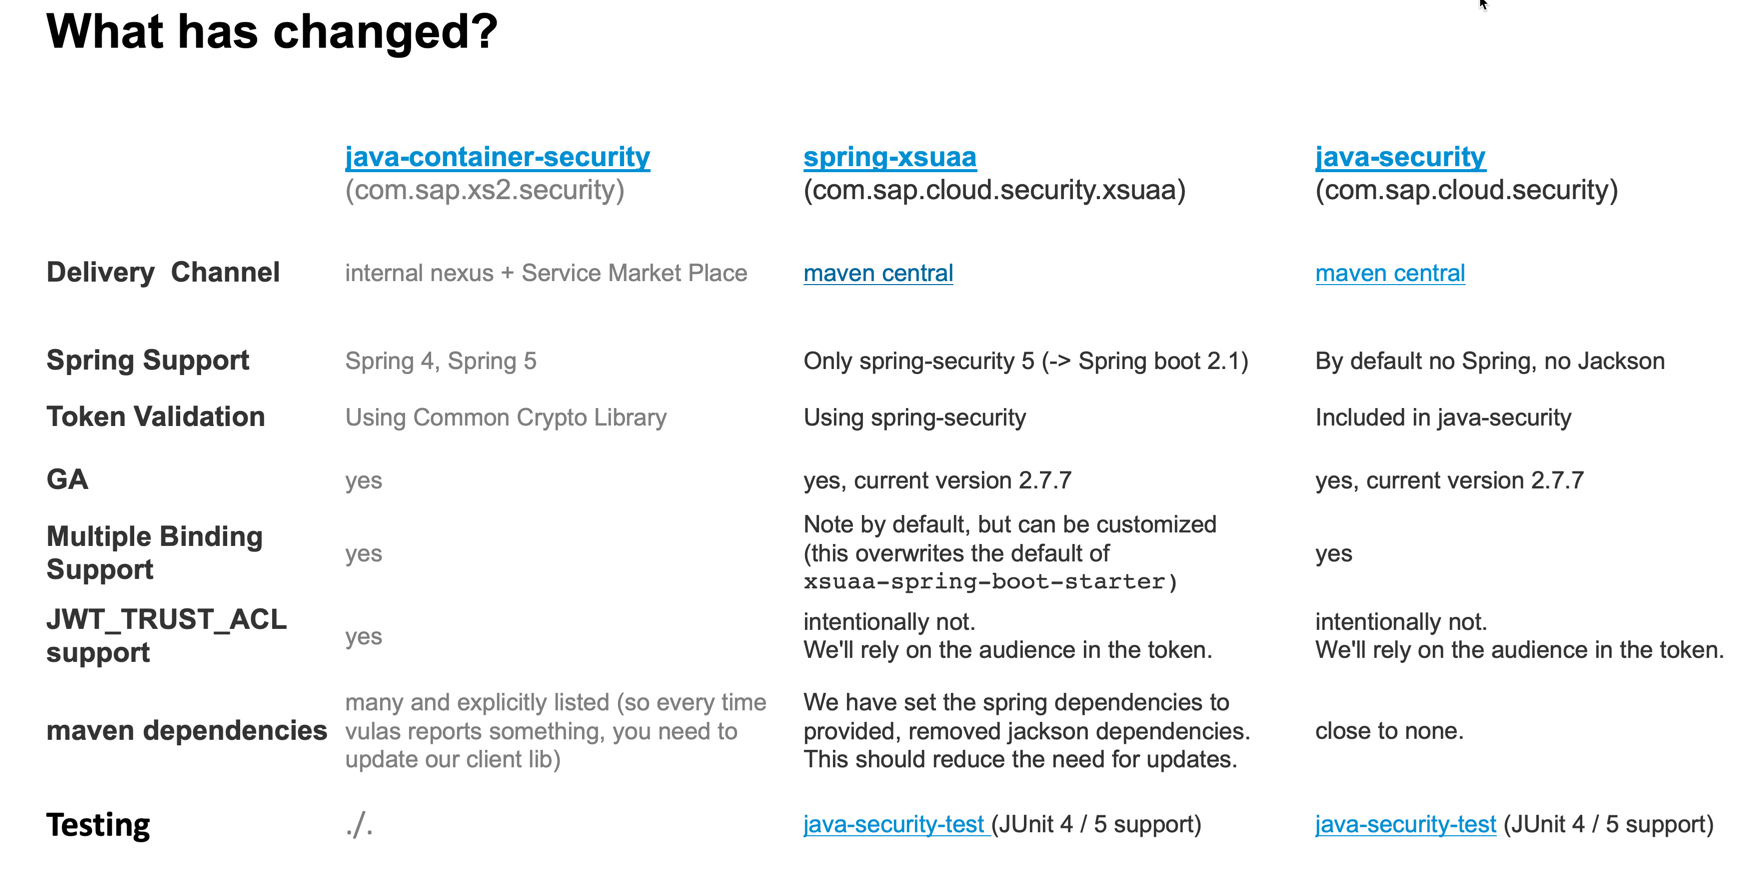 What has changed?
java-container-security
(com.sap.xs2.security)
spring-xsuaa
(com.sap.cloud.security.xsuaa)
java-security
(com.sap.cloud.security)
Delivery  Channel
internal nexus + Service Market Place
maven central
maven central
Spring Support
Spring 4, Spring 5
Only spring-security 5 (-> Spring boot 2.1)
By default no Spring, no Jackson
Token Validation
Using Common Crypto Library
Using spring-security
Included in java-security
GA
yes
yes, current version 2.7.7
yes, current version 2.7.7
Multiple Binding
Support
yes
Note by default, but can be customized
(this overwrites the default of
xsuaa-spring-boot-starter)
yes
JWT_TRUST_ACL
support
yes
intentionally not.
We'll rely on the audience in the token.
intentionally not.
We'll rely on the audience in the token.
maven dependencies
many and explicitly listed (so every time
vulas reports something, you need to
update our client lib)
We have set the spring dependencies to
provided, removed jackson dependencies.
This should reduce the need for updates.
close to none.
Testing
./.
java-security-test (JUnit 4 / 5 support)
java-security-test (JUnit 4 / 5 support)